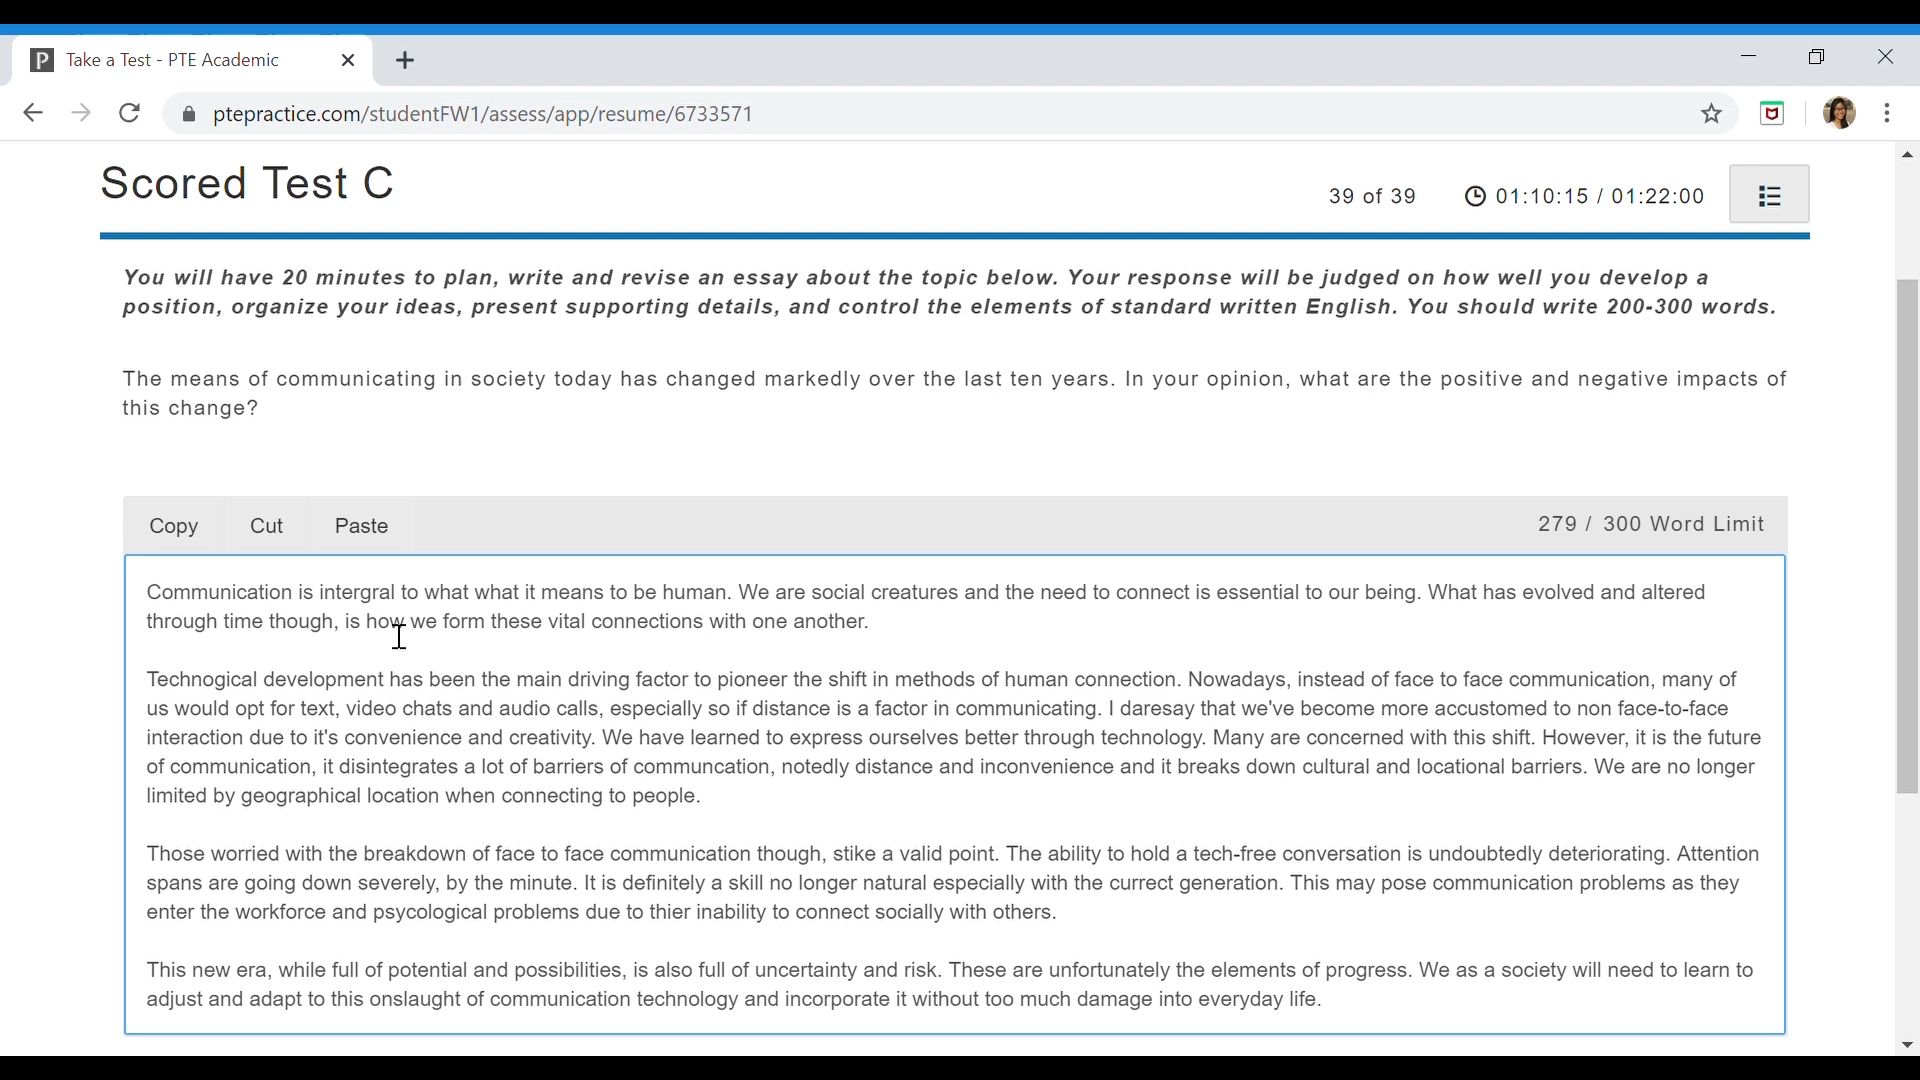 Take a Test - PTE Academic
ptepractice.com/studentFW1/assess/app/resume/6733571
Scored Test C
39 of 39 01:10:15 / 01:22:00
You will have 20 minutes to plan, write and revise an essay about the topic below. Your response will be judged on how well you develop a
position, organize your ideas, present supporting details, and control the elements of standard written English. You should write 200-300 words.
The means of communicating in society today has changed markedly over the last ten years. In your opinion, what are the positive and negative impacts of
this change?
Copy Cut Paste 279 / 300 Word Limit
Communication is intergral to what what it means to be human. We are social creatures and the need to connect is essential to our being. What has evolved and altered
through time though, is how we form these vital connections with one another.
Technogical development has been the main driving factor to pioneer the shift in methods of human connection. Nowadays, instead of face to face communication, many of
us would opt for text, video chats and audio calls, especially so if distance is a factor in communicating. I daresay that we've become more accustomed to non face-to-face
interaction due to it's convenience and creativity. We have learned to express ourselves better through technology. Many are concerned with this shift. However, it is the future
of communication, it disintegrates a lot of barriers of communcation, notedly distance and inconvenience and it breaks down cultural and locational barriers. We are no longer
limited by geographical location when connecting to people.
Those worried with the breakdown of face to face communication though, stike a valid point. The ability to hold a tech-free conversation is undoubtedly deteriorating. Attention
spans are going down severely, by the minute. It is definitely a skill no longer natural especially with the currect generation. This may pose communication problems as they
enter the workforce and psycological problems due to thier inability to connect socially with others.
This new era, while full of potential and possibilities, is also full of uncertainty and risk. These are unfortunately the elements of progress. We as a society will need to learn to
adjust and adapt to this onslaught of communication technology and incorporate it without too much damage into everyday life.